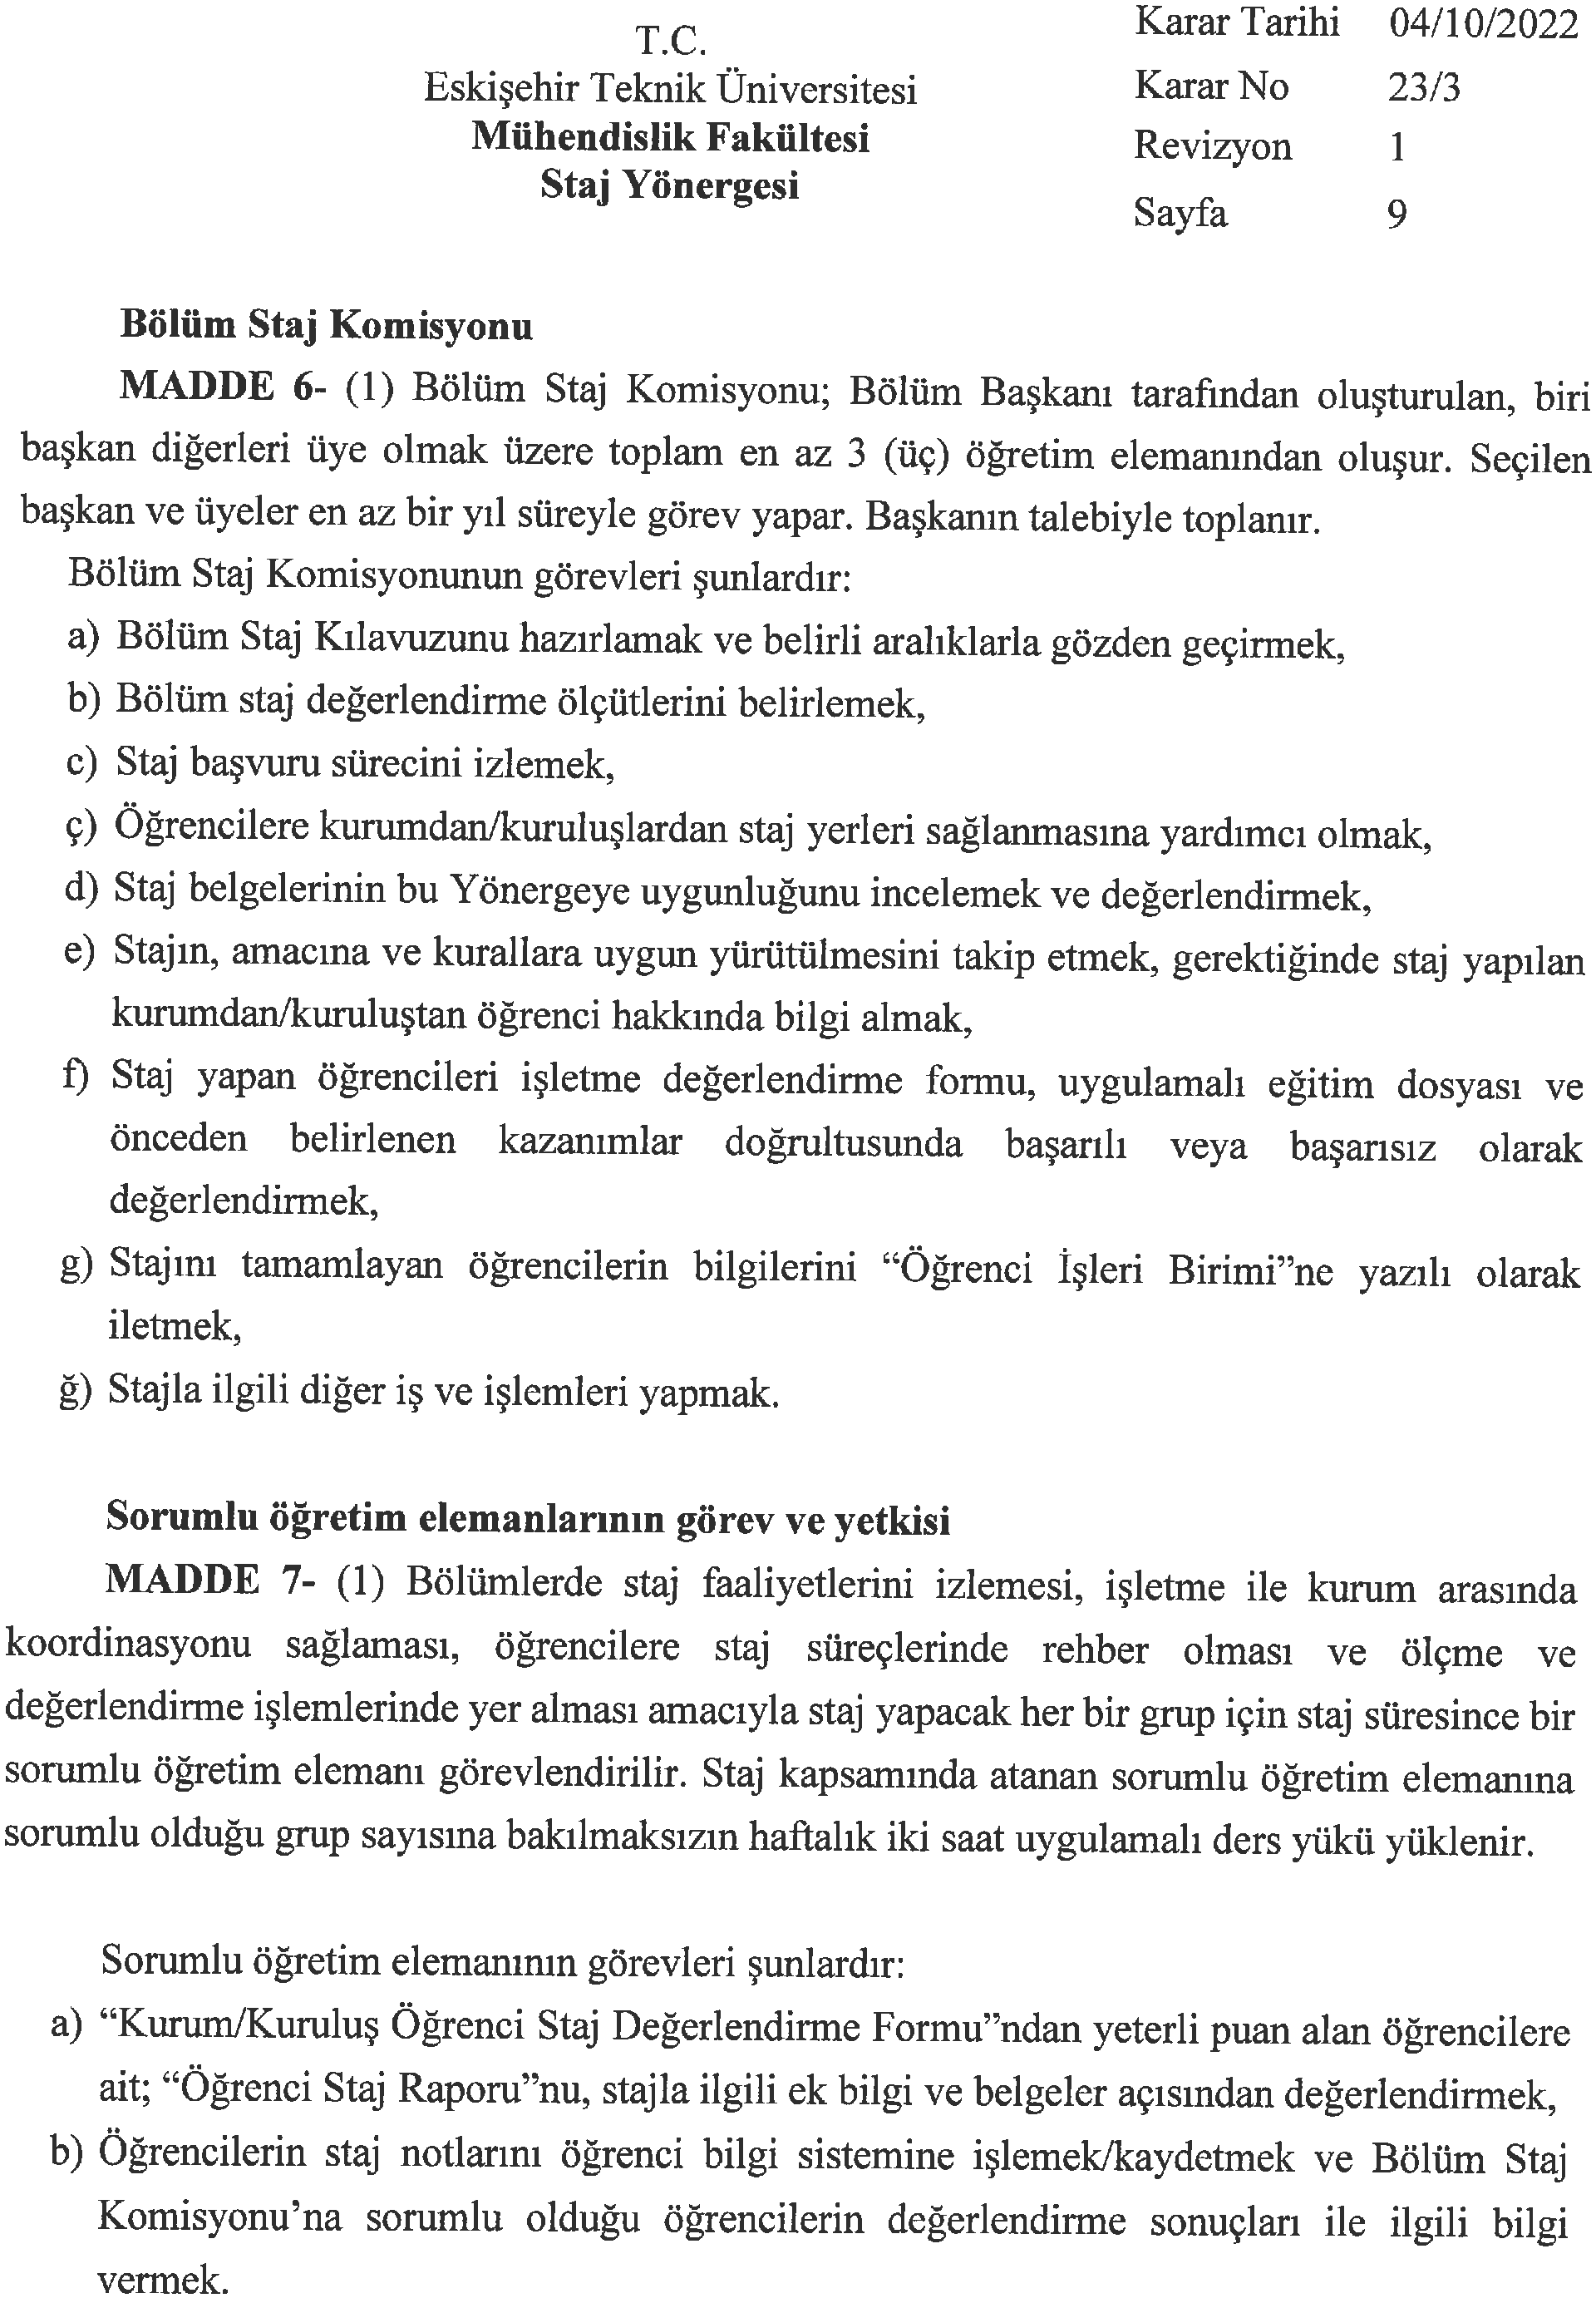 T.C.
Eskişehir Teknik Üniversitesi
Mühendislik Fakültesi
Staj Yönergesi
Karar Tarihi 04/10/2022
Karar No 23/3
Revizyon 1
Sayfa 9
Bölüm Staj Komisyonu
MADDE 6- (1) Bölüm Staj Komisyonu; Bölüm Başkanı tarafından oluşturulan, biri
başkan diğerleri üye olmak üzere toplam en az 3 (üç) öğretim elemanından oluşur. Seçilen
başkan ve üyeler en az bir yıl süreyle görev yapar. Başkanın talebiyle toplanır.
Bölüm Staj Komisyonunun görevleri şunlardır:
a) Bölüm Staj Kılavuzunu hazırlamak ve belirli aralıklarla gözden geçirmek,
b) Bölüm staj değerlendirme ölçütlerini belirlemek,
c) Staj başvuru sürecini izlemek,
ç) Öğrencilere kurumdan/kuruluşlardan staj yerleri sağlanmasına yardımcı olmak,
d) Staj belgelerinin bu Yönergeye uygunluğunu incelemek ve değerlendirmek,
e) Stajın, amacına ve kurallara uygun yürütülmesini takip etmek, gerektiğinde staj yapılan
kurumdan/kuruluştan öğrenci hakkında bilgi almak,
f) Staj yapan öğrencileri işletme değerlendirme formu, uygulamalı eğitim dosyası ve
önceden belirlenen kazanımlar doğrultusunda başarılı veya başarısız olarak
değerlendirmek,
g) Stajını tamamlayan öğrencilerin bilgilerini “Öğrenci İşleri Birimi”ne yazılı olarak
iletmek,
ğ) Stajla ilgili diğer iş ve işlemleri yapmak.
Sorumlu öğretim elemanlarının görev ve yetkisi
MADDE 7- (1) Bölümlerde staj faaliyetlerini izlemesi, işletme ile kurum arasında
koordinasyonu sağlaması, öğrencilere staj süreçlerinde rehber olması ve ölçme ve
değerlendirme işlemlerinde yer alması amacıyla staj yapacak her bir grup için staj süresince bir
sorumlu öğretim elemanı görevlendirilir. Staj kapsamında atanan sorumlu öğretim elemanına
sorumlu olduğu grup sayısına bakılmaksızın haftalık iki saat uygulamalı ders yükü yüklenir.
Sorumlu öğretim elemanının görevleri şunlardır:
a) “Kurum/Kuruluş Öğrenci Staj Değerlendirme Formu”ndan yeterli puan alan öğrencilere
ait; “Öğrenci Staj Raporu”nu, stajla ilgili ek bilgi ve belgeler açısından değerlendirmek,
b) Öğrencilerin staj notlarını öğrenci bilgi sistemine işlemek/kaydetmek ve Bölüm Staj
Komisyonu’na sorumlu olduğu öğrencilerin değerlendirme sonuçları ile ilgili bilgi
vermek.